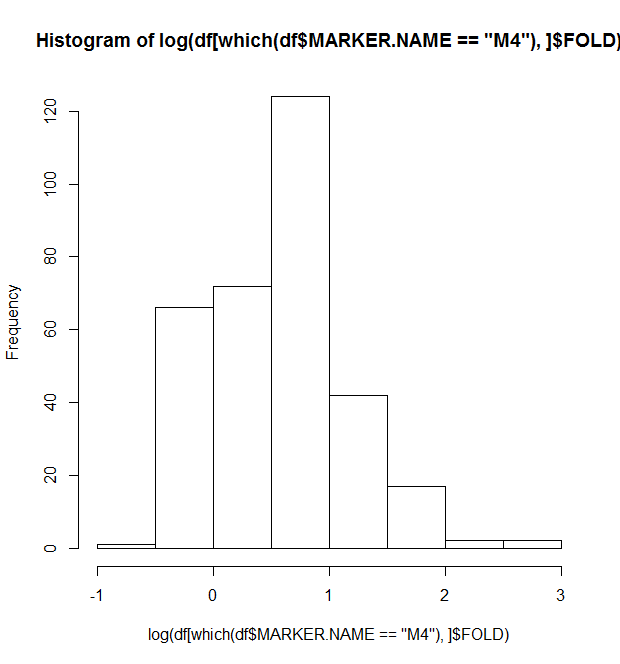 Histogram of log(df[which(df$MARKER.NAME == "M4"), ]$FOLD)
120
100
80
60
40
20
0
Frequency
-1 0 1 2 3
log(df[which(df$MARKER.NAME == "M4"), ]$FOLD)